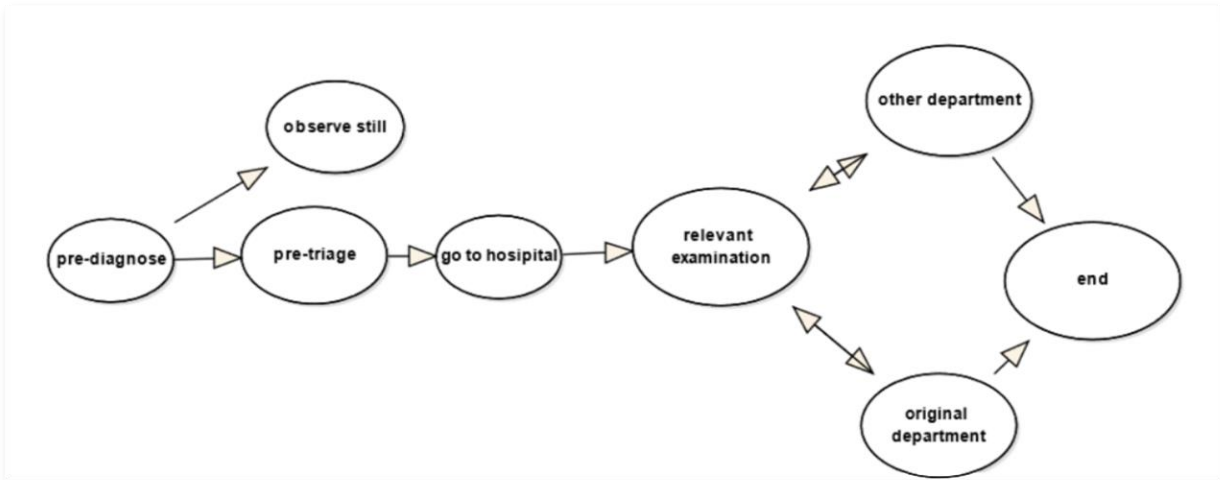 other department
observe still
pre-diagnose
pre-triage
go to hosipital
relevant
examination
end
original
department